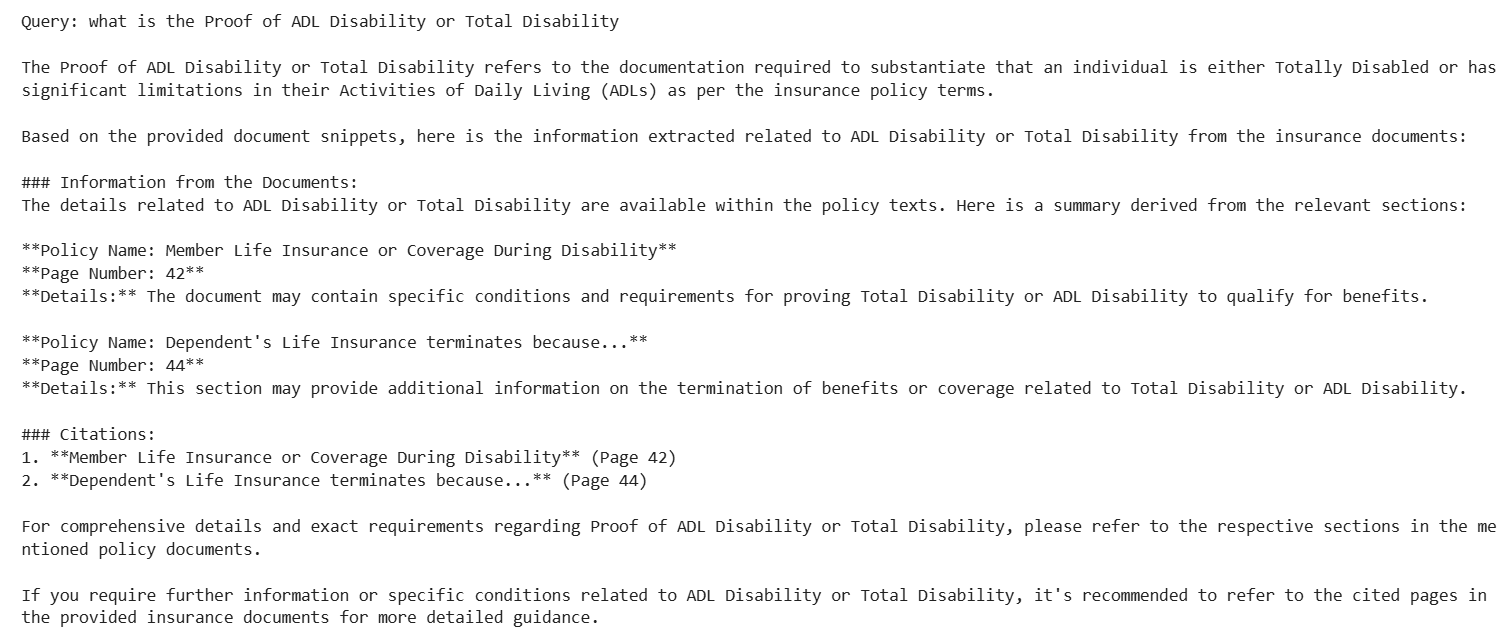 Query: what is the Proof of ADL Disability or Total Disability
The Proof of ADL Disability or Total Disability refers to the documentation required to substantiate that an individual is either Totally Disabled or has
significant limitations in their Activities of Daily Living (ADLs) as per the insurance policy terms.
Based on the provided document snippets, here is the information extracted related to ADL Disability or Total Disability from the insurance documents:
### Information from the Documents:
The details related to ADL Disability or Total Disability are available within the policy texts. Here is a summary derived from the relevant sections:
**Policy Name: Member Life Insurance or Coverage During Disability**
**Page Number: 42**
**Details:** The document may contain specific conditions and requirements for proving Total Disability or ADL Disability to qualify for benefits.
**Policy Name: Dependent's Life Insurance terminates because...**
**Page Number: 44**
**Details:** This section may provide additional information on the termination of benefits or coverage related to Total Disability or ADL Disability.
### Citations:
1. **Member Life Insurance or Coverage During Disability** (Page 42)
2. **Dependent's Life Insurance terminates because...** (Page 44)
For comprehensive details and exact requirements regarding Proof of ADL Disability or Total Disability, please refer to the respective sections in the me
ntioned policy documents.
If you require further information or specific conditions related to ADL Disability or Total Disability, it's recommended to refer to the cited pages in
the provided insurance documents for more detailed guidance.